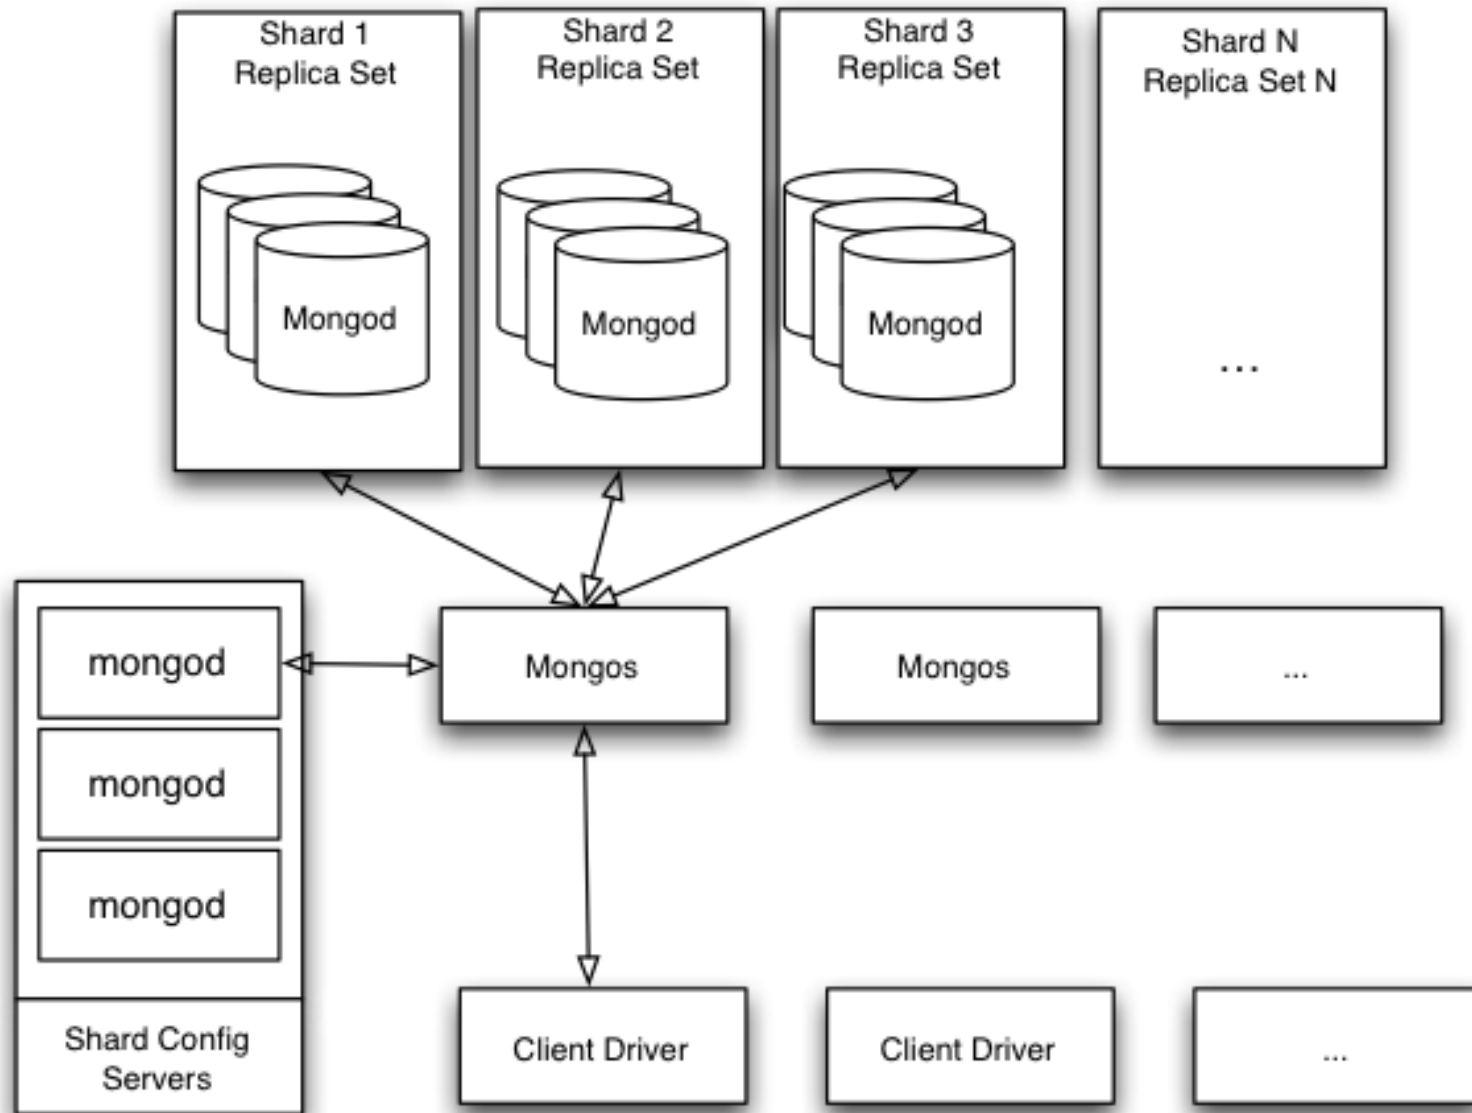 Shard 1
Replica Set
Shard 2
Replica Set
Shard 3
Replica Set
Shard N
Replica Set N
Mongod
Mongod
Mongod
...
mongod
mongod
mongod
Shard Config
Servers
Mongos
Mongos
...
Client Driver
Client Driver
...